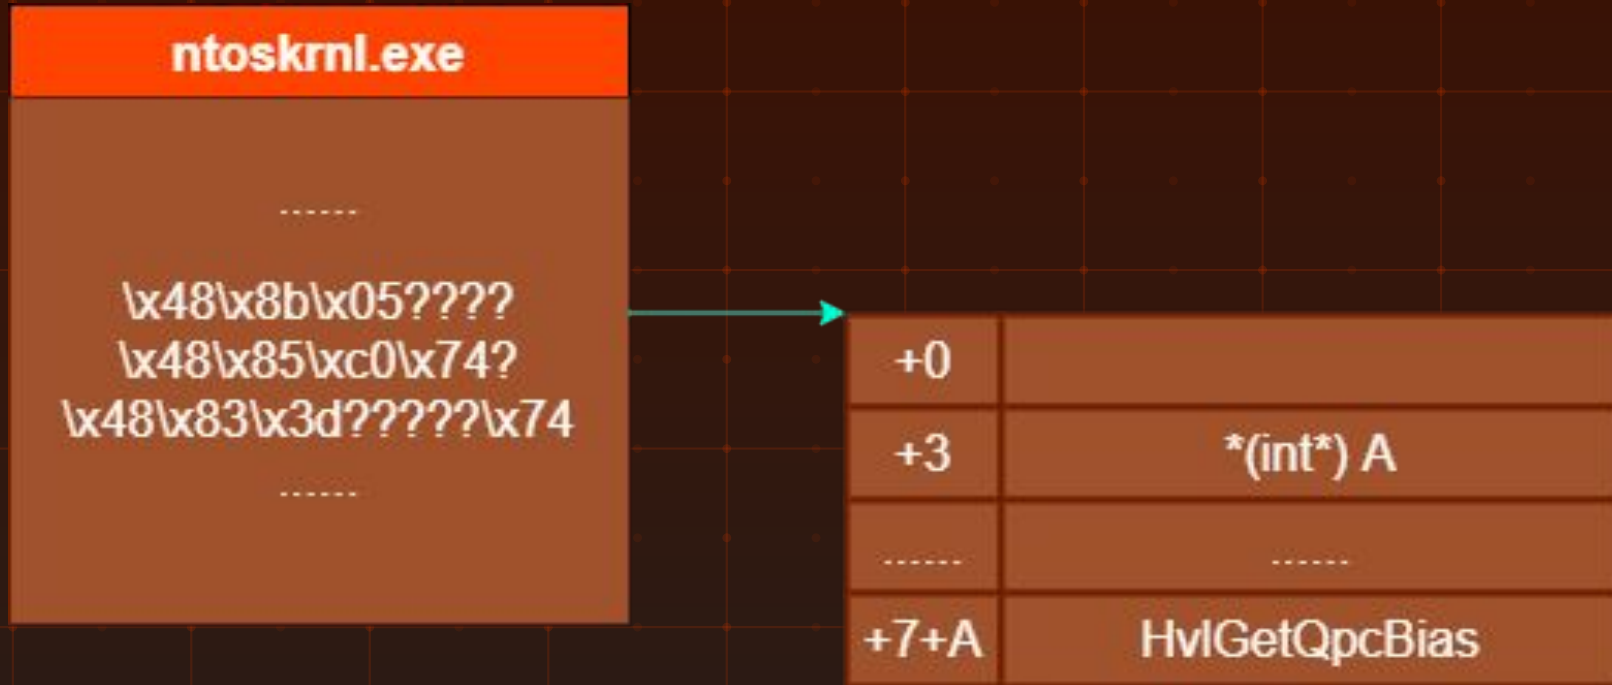 ntoskrnl.exe
------
\x48\x8b\x05????
\x48\x85\xc0\x74?
\x48\x83\x3d?????\x74
------
+0
+3 *(int*) A
------ ------
+7+A HvlGetQpcBias